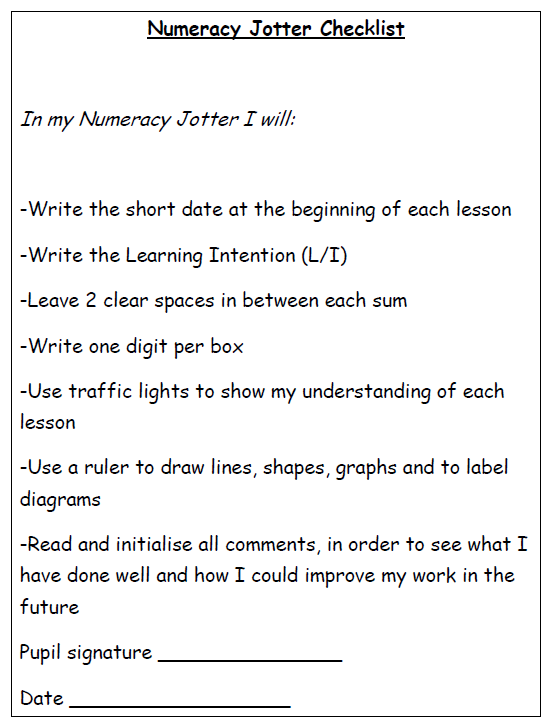 Numeracy Jotter Checklist
In my Numeracy Jotter I will:
-Write the short date at the beginning of each lesson
-Write the Learning Intention (L/I)
-Leave 2 clear spaces in between each sum
-Write one digit per box
-Use traffic lights to show my understanding of each
lesson
-Use a ruler to draw lines, shapes, graphs and to label
diagrams
-Read and initialise all comments, in order to see what I
have done well and how I could improve my work in the
future
Pupil signature _________________
Date ____________________